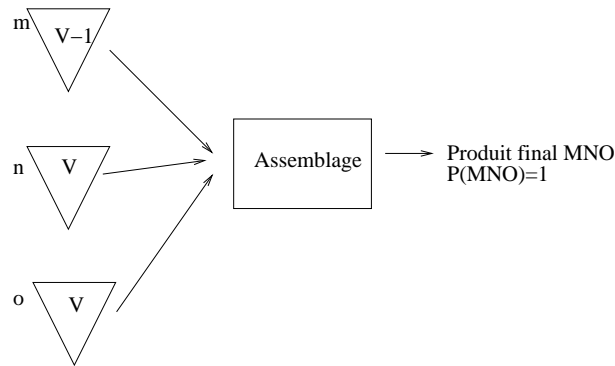 m
V−1
n
V
Assemblage
Produit final MNO
P(MNO)=1
o
V